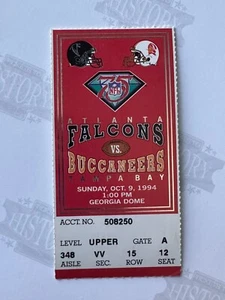 75
NFL
ATLANTA
FALCONS
VS.
BUCCANEERS
TAMPA BAY
SUNDAY, OCT. 9, 1994
1:00 PM
GEORGIA DOME
ACCT. NO. 508250
LEVEL UPPER GATE A
348 VV 15 12
AISLE SEC. ROW SEAT